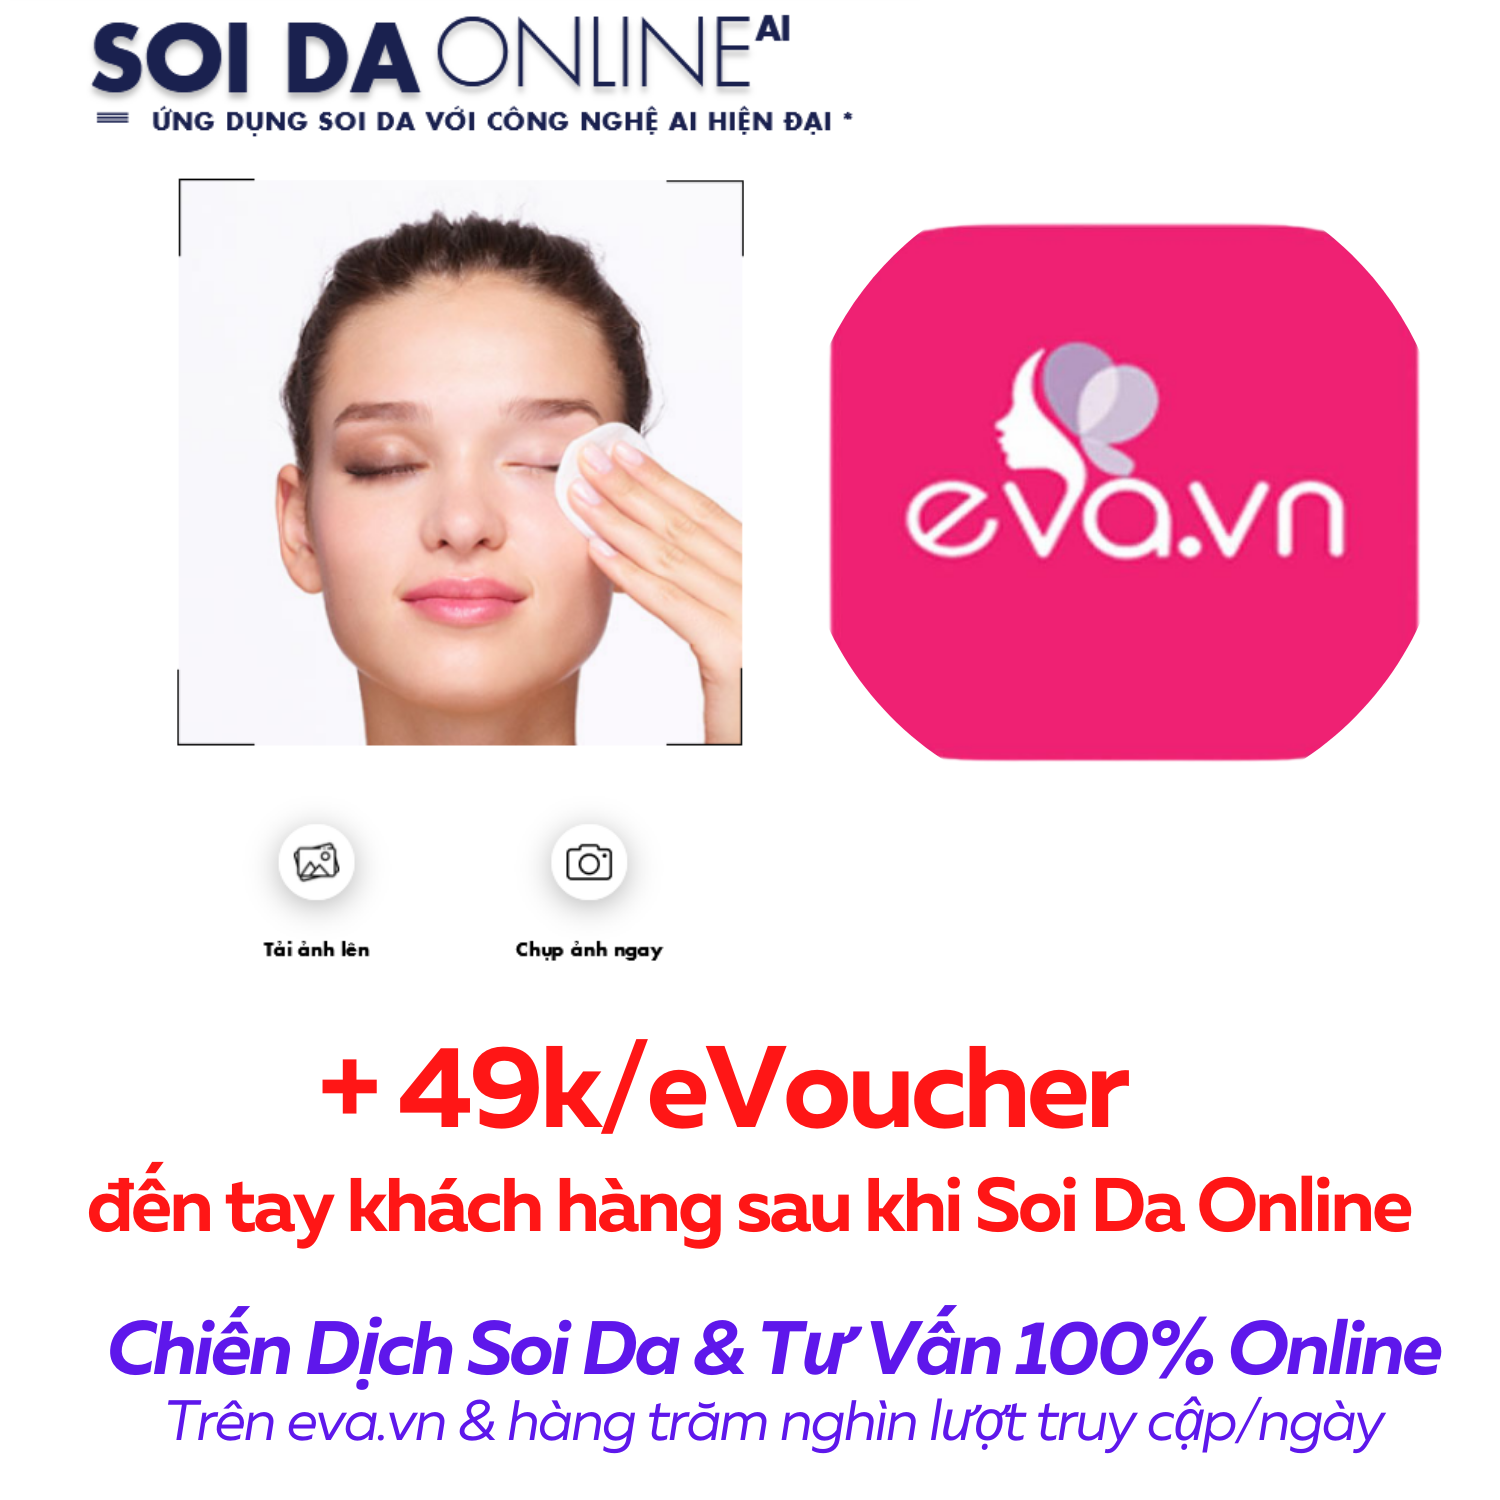 SOI DA ONLINE AI
ỨNG DỤNG SOI DA VỚI CÔNG NGHỆ AI HIỆN ĐẠI *
eva.vn
Tải ảnh lên
Chụp ảnh ngay
+ 49k/eVoucher
đến tay khách hàng sau khi Soi Da Online
Chiến Dịch Soi Da & Tư Vấn 100% Online
Trên eva.vn & hàng trăm nghìn lượt truy cập/ngày